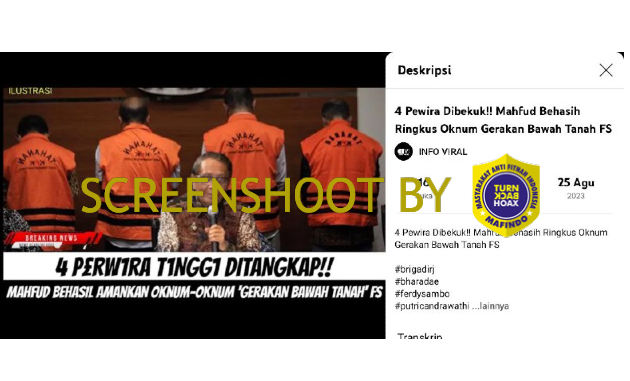 ILUSTRASI
TAHANAN
TAHANAN
TAHANAN
TAHANAN
BREAKING NEWS
4 PERW1RA T1NGG1 DITANGKAP!!
MAHFUD BEHASIL AMANKAN OKNUM-OKNUM 'GERAKAN BAWAH TANAH' FS
SCREENSHOOT BY
MASYARAKAT ANTI FITNAH INDONESIA
TURN
BACK
HOAX
MAFINDO
Deskripsi
4 Pewira Dibekuk!! Mahfud Behasih
Ringkus Oknum Gerakan Bawah Tanah FS
INFO VIRAL
25 Agu
2023
4 Pewira Dibekuk!! Mahfud Behasih Ringkus Oknum
Gerakan Bawah Tanah FS
#brigadirj
#bharadae
#ferdysambo
#putricandrawathi ...lainnya
Transkrip